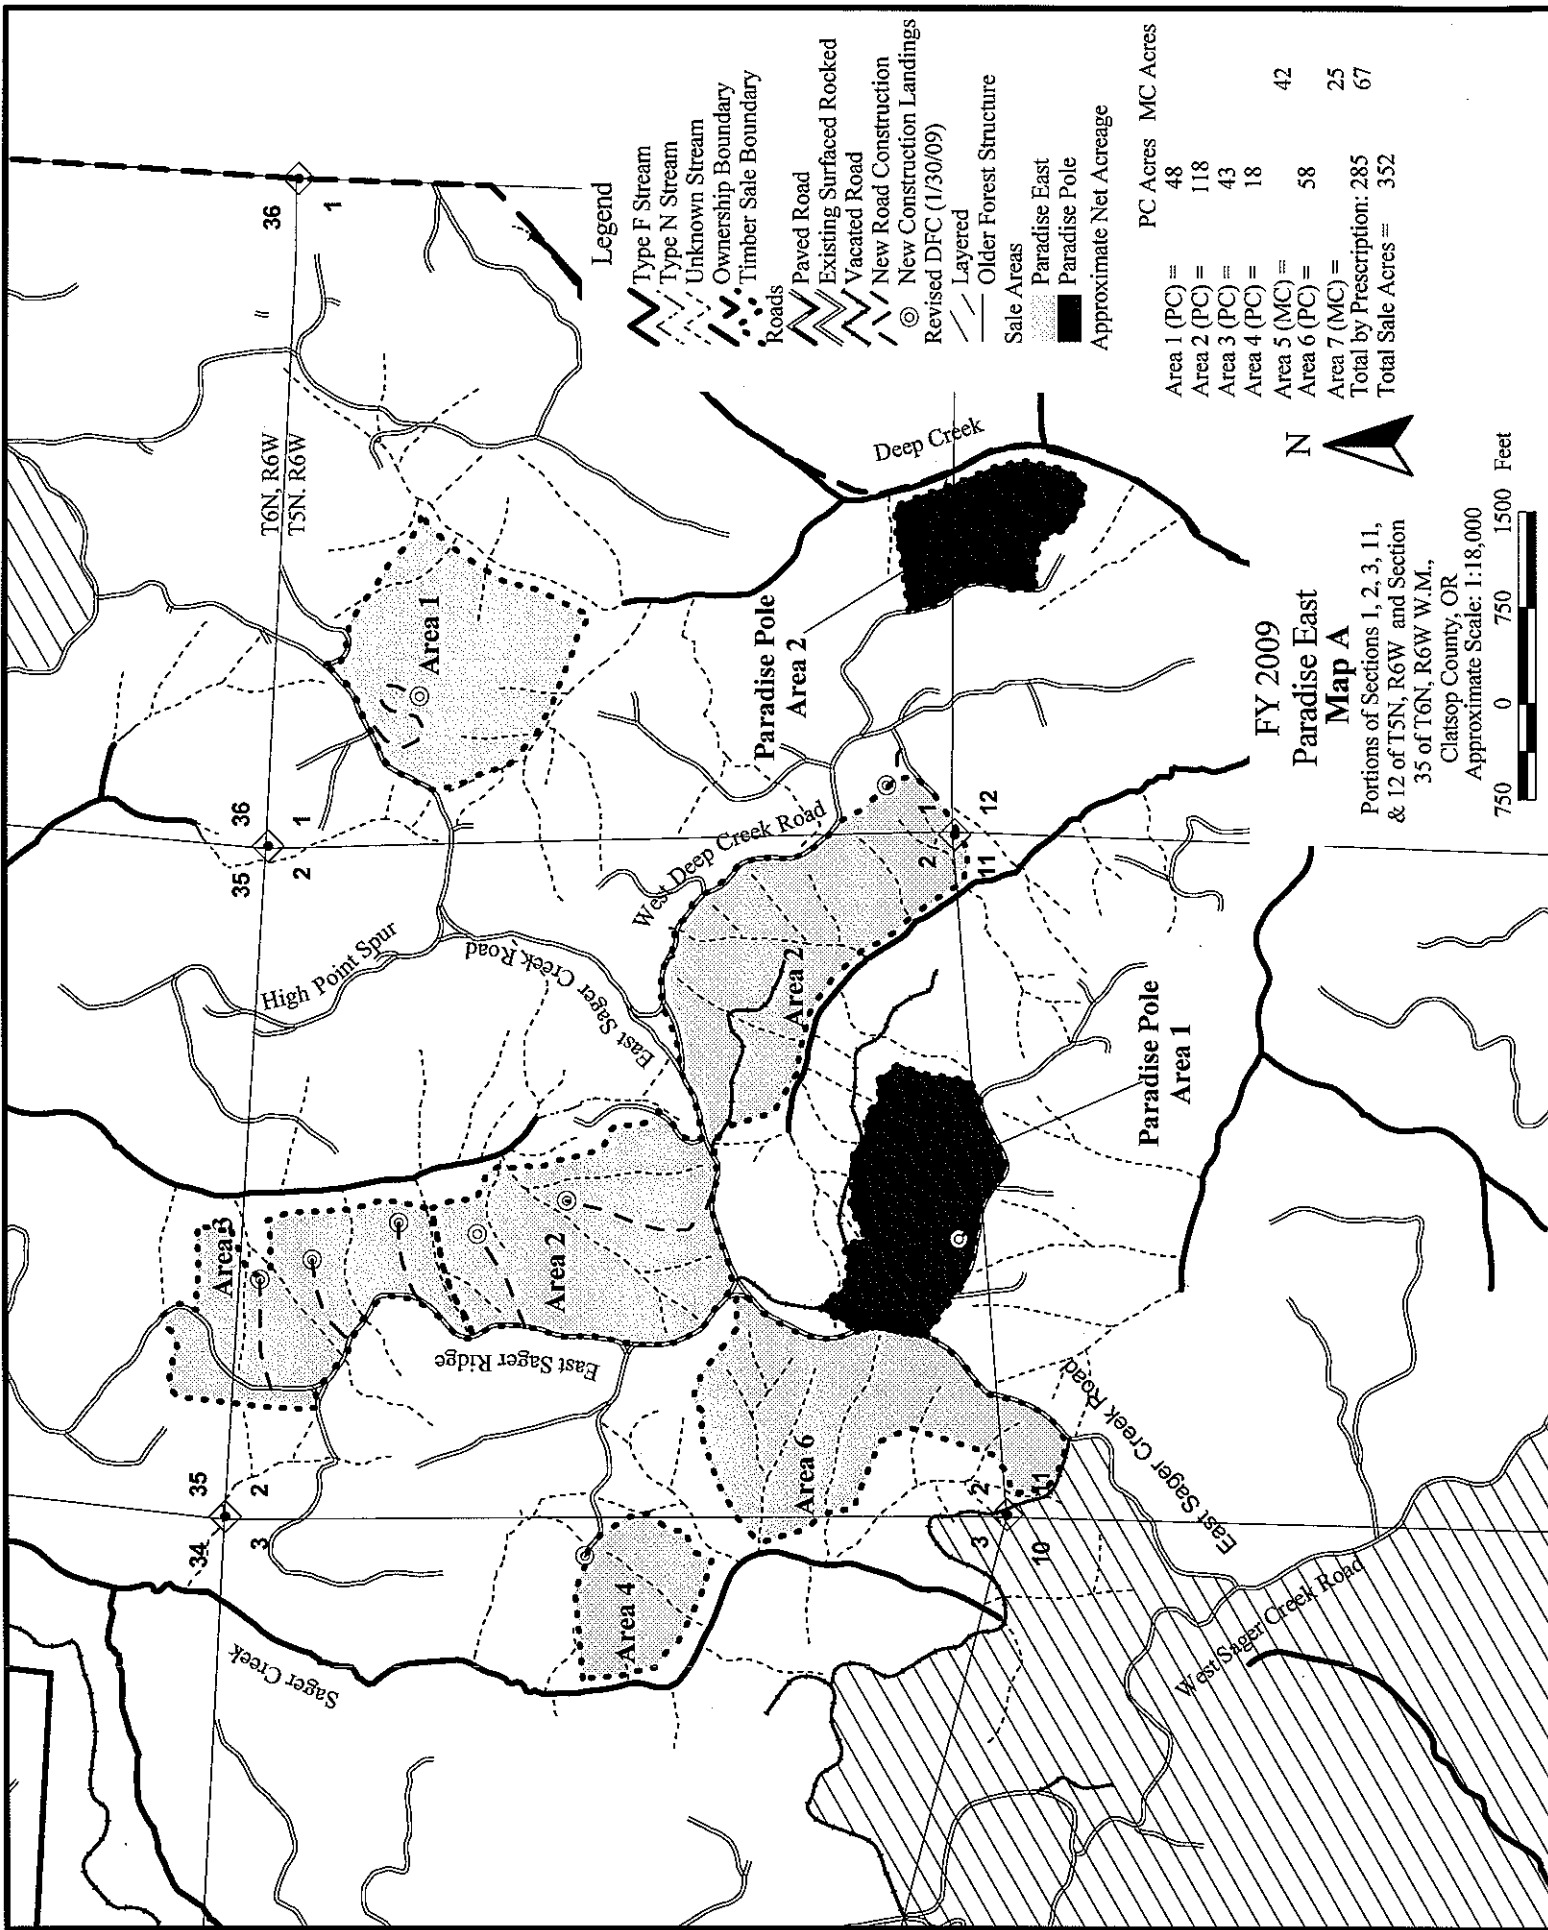 36
1
T6N, R6W
T5N. R6W
36
1
35
2
35
2
34
3
Area 1
High Point Spur
East Sager Creek Road
West Deep Creek Road
Deep Creek
Paradise Pole
Area 2
Area 2
1
2
12
11
Area 3
Area 2
East Sager Ridge
Sager Creek
Area 4
Area 6
Paradise Pole
Area 1
2
3
11
10
East Sager Creek Road
West Sager Creek Road
Legend
Type F Stream
Type N Stream
Unknown Stream
Ownership Boundary
Timber Sale Boundary
Roads
Paved Road
Existing Surfaced Rocked
Vacated Road
New Road Construction
New Construction Landings
Revised DFC (1/30/09)
Layered
Older Forest Structure
Sale Areas
Paradise East
Paradise Pole
Approximate Net Acreage
PC Acres MC Acres
Area 1 (PC) = 48
Area 2 (PC) = 118
Area 3 (PC) = 43
Area 4 (PC) = 18
Area 5 (MC) = 42
Area 6 (PC) = 58
Area 7 (MC) = 25
Total by Prescription: 285 67
Total Sale Acres = 352
N
FY 2009
Paradise East
Map A
Portions of Sections 1, 2, 3, 11,
& 12 of T5N, R6W and Section
35 of T6N, R6W W.M.,
Clatsop County, OR
Approximate Scale: 1:18,000
750 0 750 1500 Feet